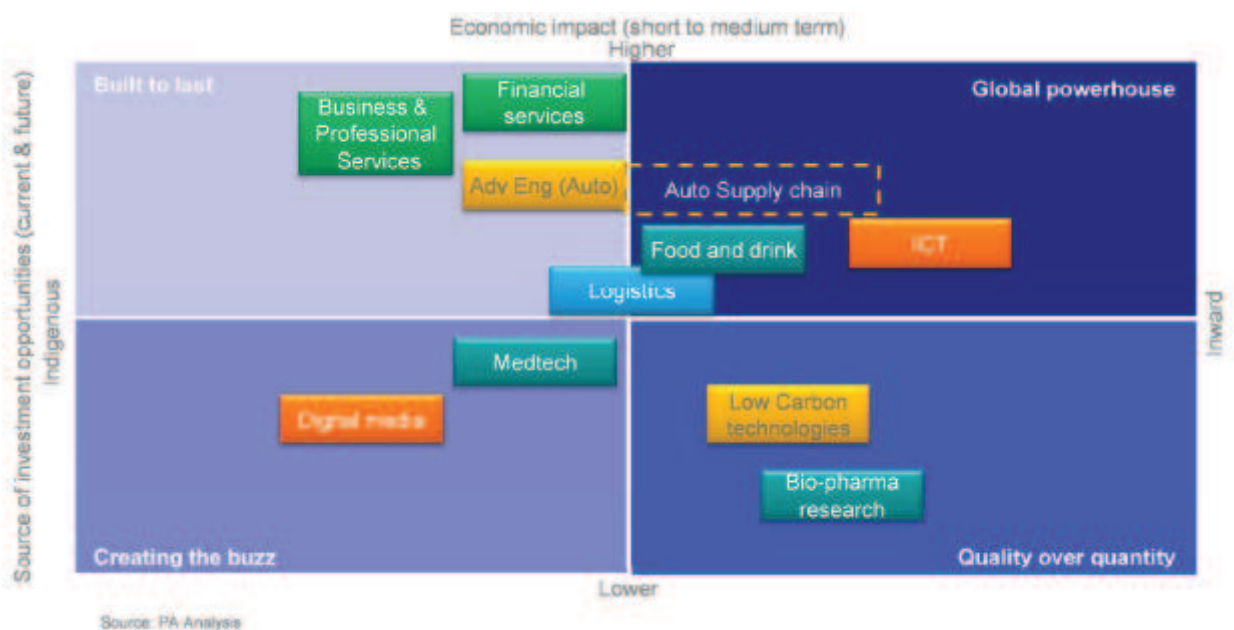 Economic impact (short to medium term)
Higher
Source of investment opportunities (current & future)
Indigenous
Inward
Built to last
Global powerhouse
Business &
Professional
Services
Financial
services
Adv Eng (Auto)
Auto Supply chain
Food and drink
ICT
Logistics
Medtech
Digital media
Low Carbon
technologies
Bio-pharma
research
Creating the buzz
Quality over quantity
Lower
Source: PA Analysis